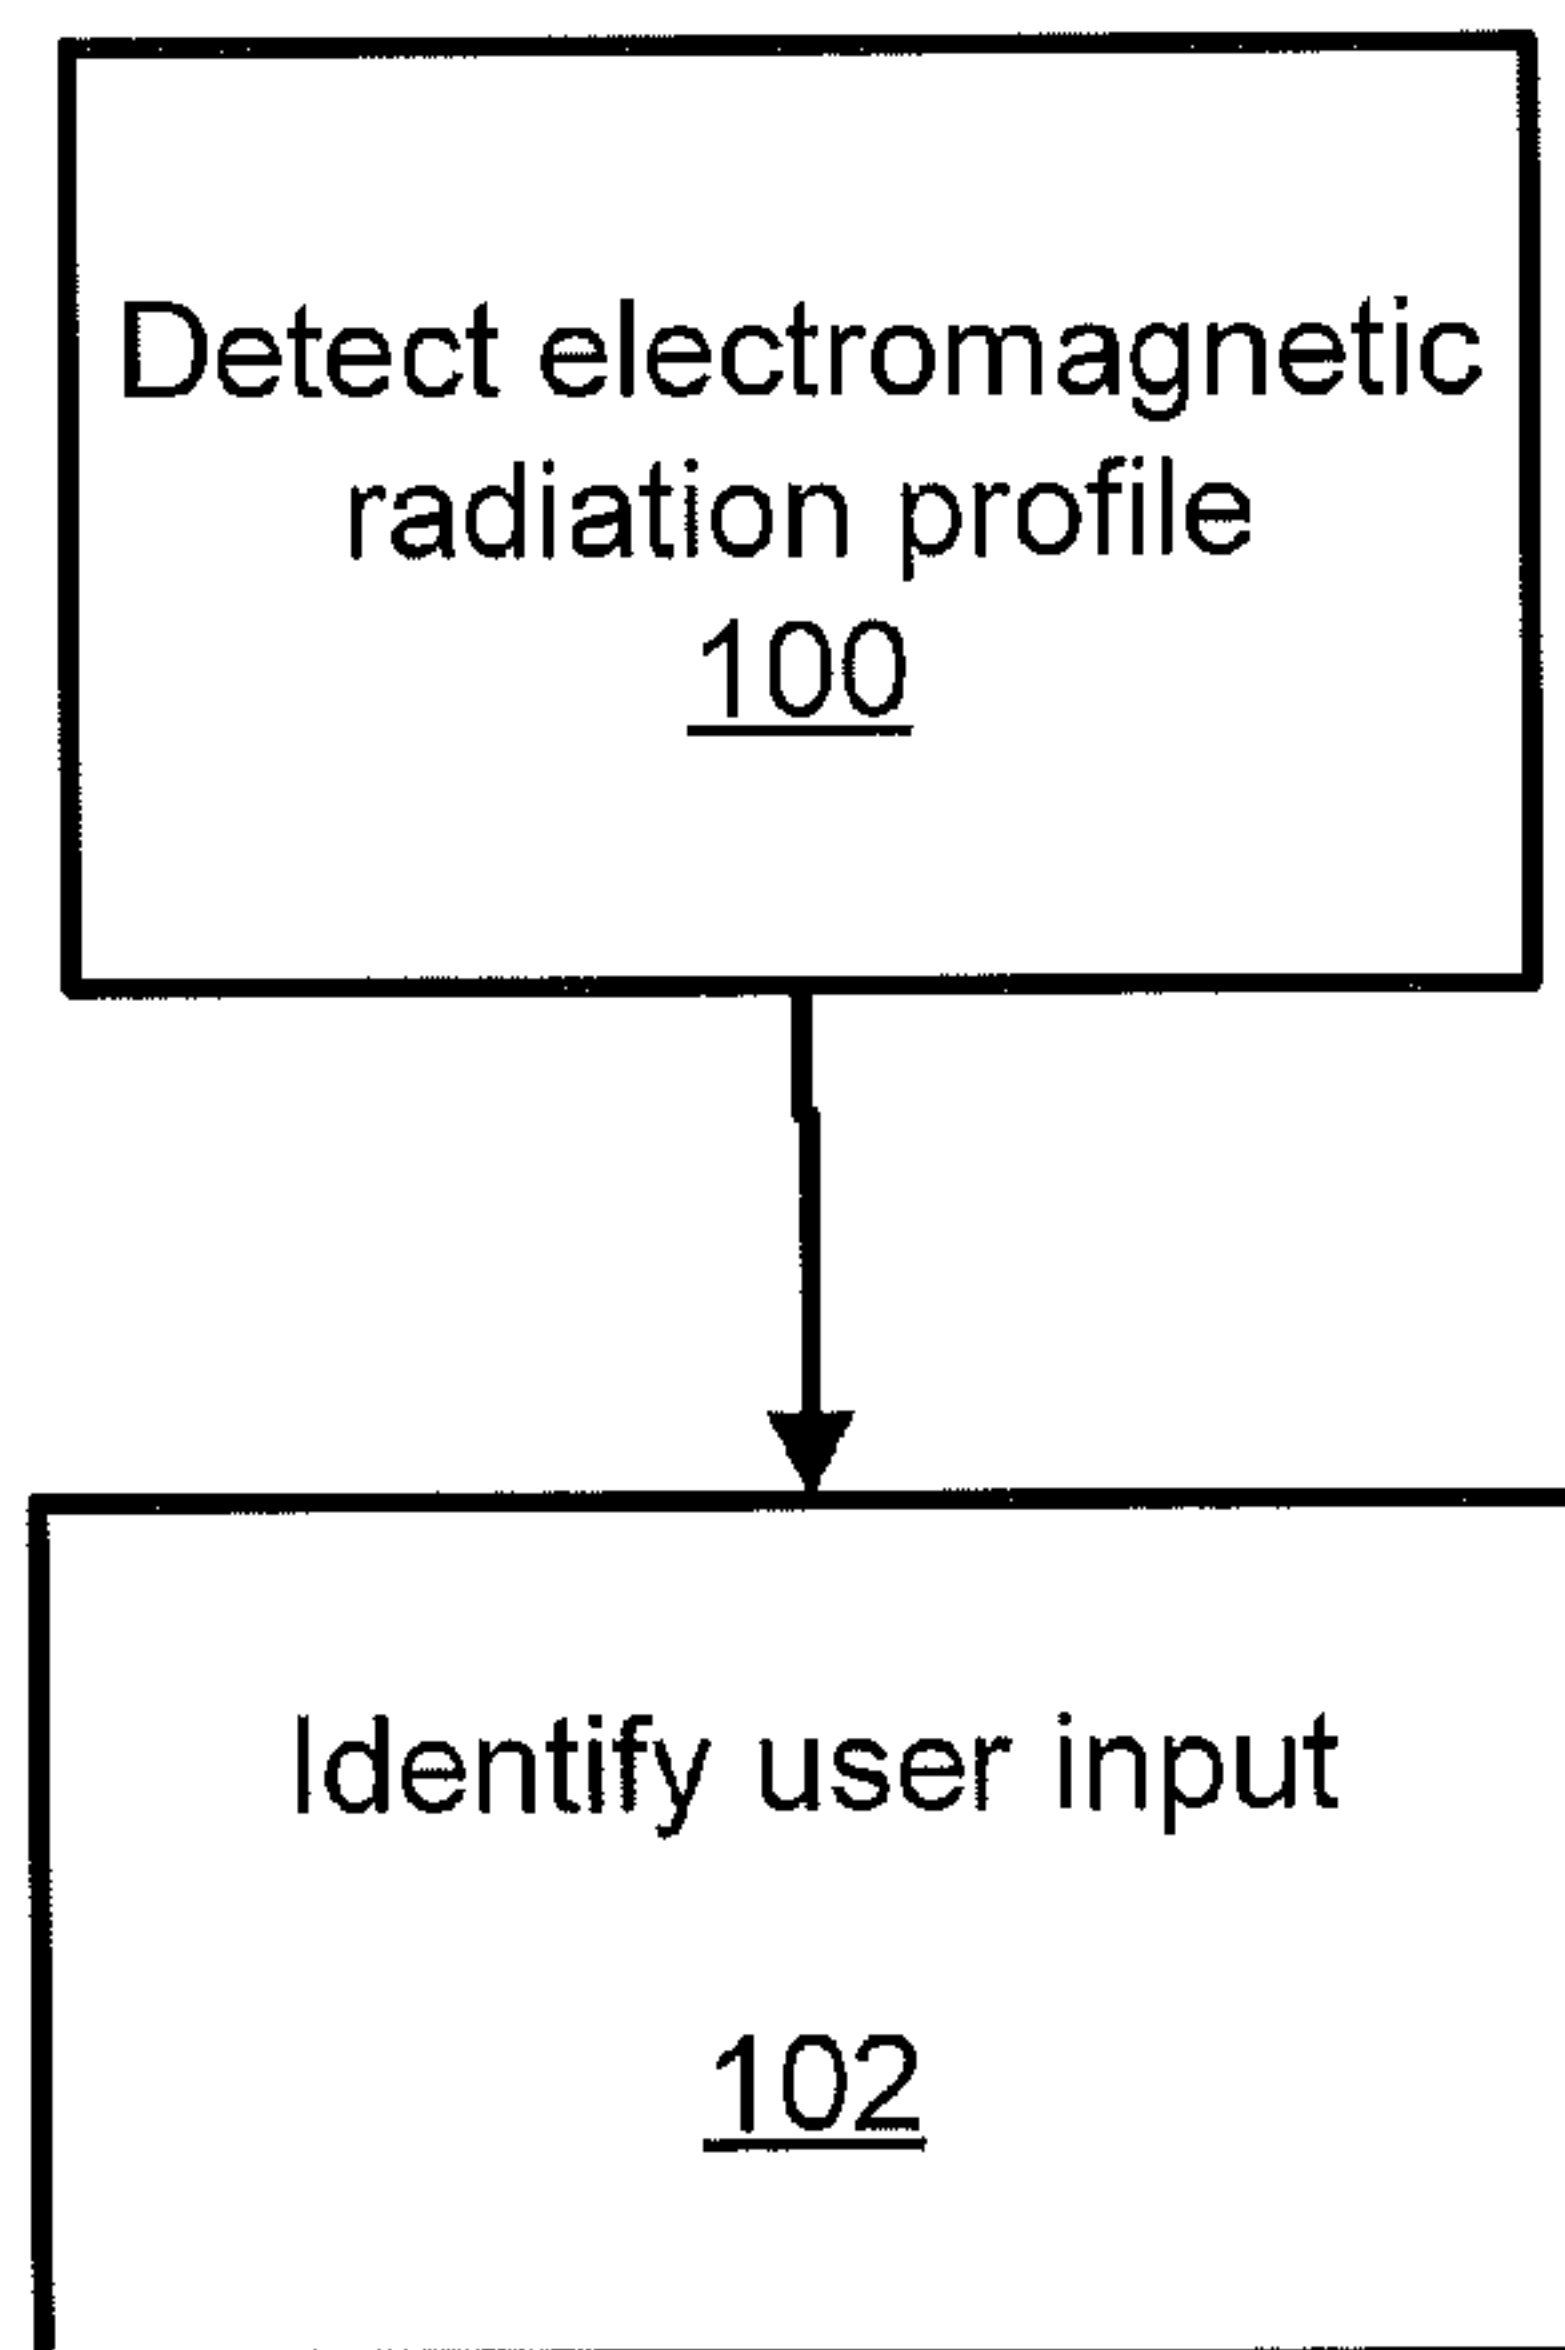 Detect electromagnetic
radiation profile
100
Identify user input
102